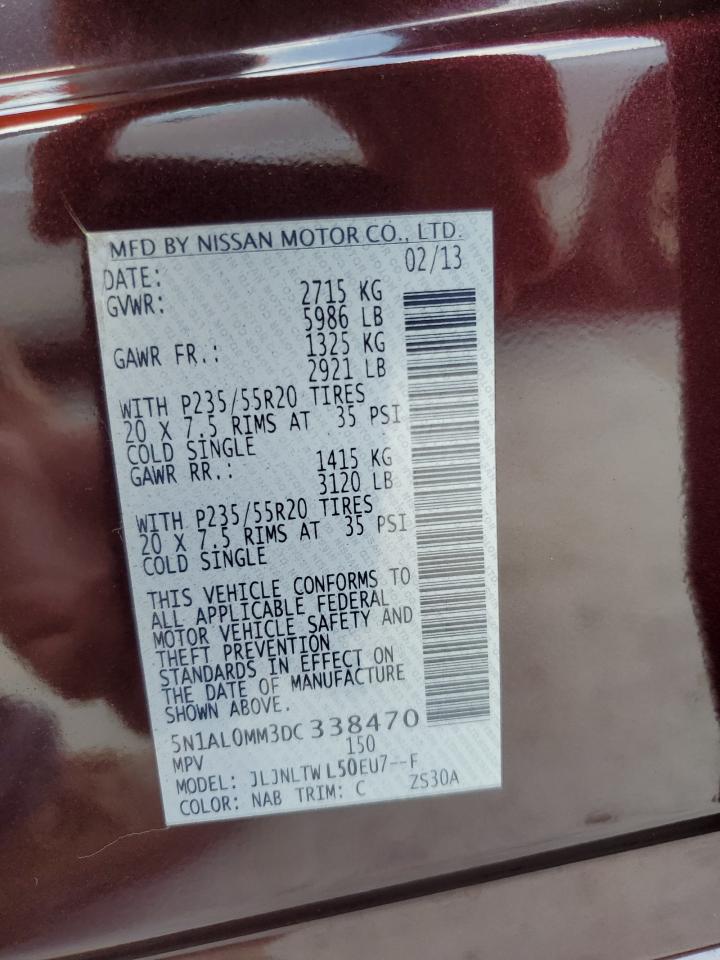 MFD BY NISSAN MOTOR CO., LTD.
DATE: 02/13
GVWR: 2715 KG
5986 LB
GAWR FR.: 1325 KG
2921 LB
WITH P235/55R20 TIRES
20 X 7.5 RIMS AT 35 PSI
COLD SINGLE
GAWR RR.: 1415 KG
3120 LB
WITH P235/55R20 TIRES
20 X 7.5 RIMS AT 35 PSI
COLD SINGLE
THIS VEHICLE CONFORMS TO
ALL APPLICABLE FEDERAL
MOTOR VEHICLE SAFETY AND
THEFT PREVENTION
STANDARDS IN EFFECT ON
THE DATE OF MANUFACTURE
SHOWN ABOVE.
5N1AL0MM3DC338470
MPV 150
MODEL: JLJNLTWL50EU7--F
COLOR: NAB TRIM: C ZS30A